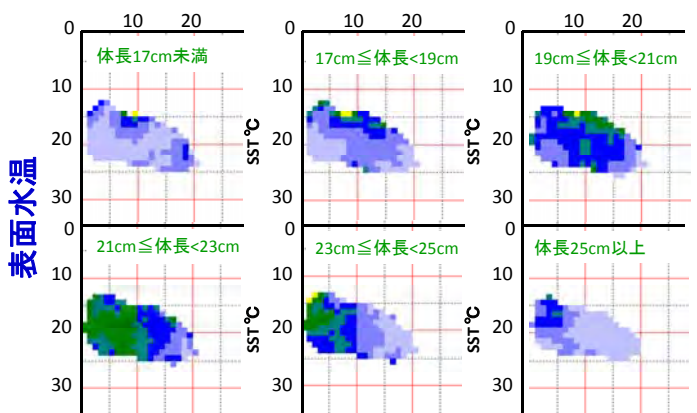 10 20 10 20 10 20
0 体長17cm未満 0 17cm≦体長<19cm 0 19cm≦体長<21cm
10 10 10
20 SST℃ 20 SST℃ 20
30 30 30
表面水温
0 21cm≦体長<23cm 0 23cm≦体長<25cm 0 体長25cm以上
10 10 10
20 SST℃ 20 SST℃ 20
30 30 30